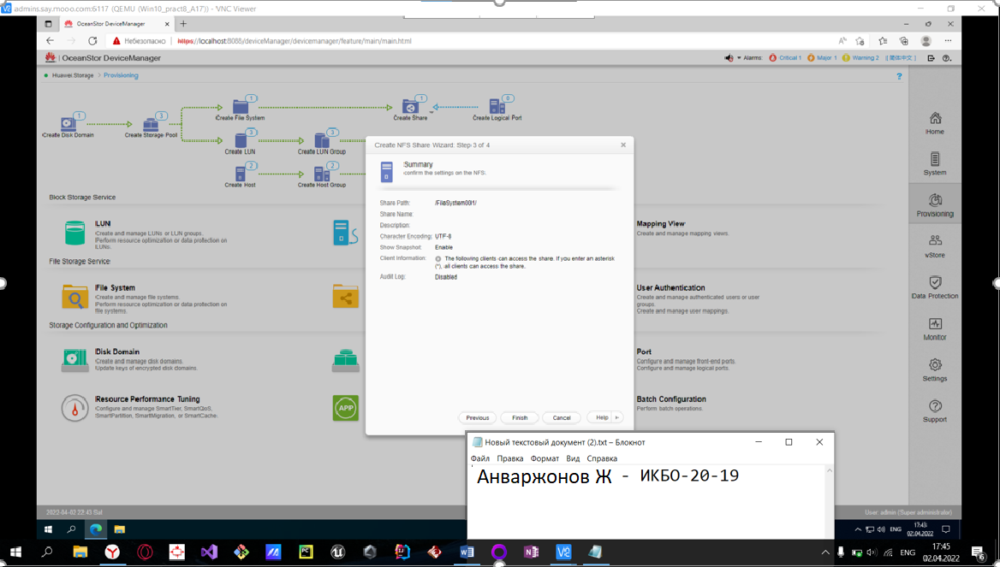 admins.say.rnooo.com:6117 (QEMU (Win10_pract8_A17)) - VNC Viewer
OceanStor DeviceManager
Небезопасно
https://localhost:8088/deviceManager/devicemanager/feature/main/main.html
OceanStor DeviceManager
Alarms: Critical 1 Major 1 Warning 2 [简体中文]
Huawei.Storage > Provisioning
1
Create Disk Domain
3
Create Storage Pool
1
Create File System
1
Create Share
0
Create Logical Port
3
Create LUN
3
Create LUN Group
2
Create Host
2
Create Host Group
Block Storage Service
LUN
Create and manage LUNs or LUN groups.
Perform resource optimization or data protection on
LUNs.
Mapping View
Create and manage mapping views.
File Storage Service
File System
Create and manage file systems.
Perform resource optimization or data protection on
file systems.
User Authentication
Create and manage authenticated users or user
groups.
Create and manage user mappings.
Storage Configuration and Optimization
Disk Domain
Create and manage disk domains.
Update keys of encrypted disk domains.
Port
Configure and manage front-end ports.
Configure and manage logical ports.
Resource Performance Tuning
Configure and manage SmartTier, SmartQoS,
SmartPartition, SmartMigration, or SmartCache.
APP
Batch Configuration
Perform batch operations.
Create NFS Share Wizard: Step 3 of 4
Summary
confirm the settings on the NFS.
Share Path: /FileSystem001/
Share Name:
Description:
Character Encoding: UTF-8
Show Snapshot: Enable
Client Information: The following clients can access the share. If you enter an asterisk
(*), all clients can access the share.
Audit Log: Disabled
Previous Finish Cancel Help
Home
System
Provisioning
vStore
Data Protection
Monitor
Settings
Support
Новый текстовый документ (2).txt – Блокнот
Файл Правка Формат Вид Справка
Анваржонов Ж - ИКБО-20-19
2022-04-02 22:43 Sat
User: admin (Super administrator)
ENG 17:43
02.04.2022
ENG 17:45
02.04.2022
6